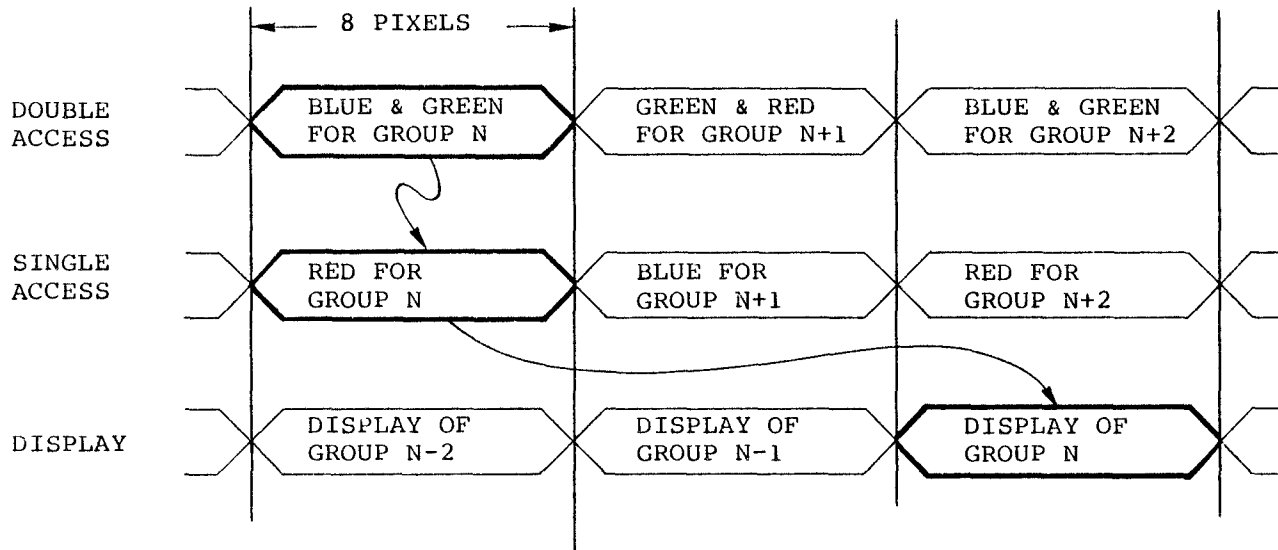 8 PIXELS
DOUBLE
ACCESS
BLUE & GREEN
FOR GROUP N
GREEN & RED
FOR GROUP N+1
BLUE & GREEN
FOR GROUP N+2
SINGLE
ACCESS
RED FOR
GROUP N
BLUE FOR
GROUP N+1
RED FOR
GROUP N+2
DISPLAY
DISPLAY OF
GROUP N-2
DISPLAY OF
GROUP N-1
DISPLAY OF
GROUP N